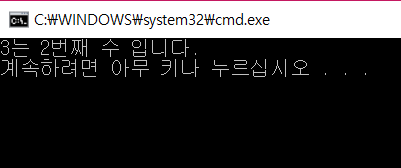 C:\WINDOWS\system32\cmd.exe
3는 2번째 수 입니다.
계속하려면 아무 키나 누르십시오 . . .